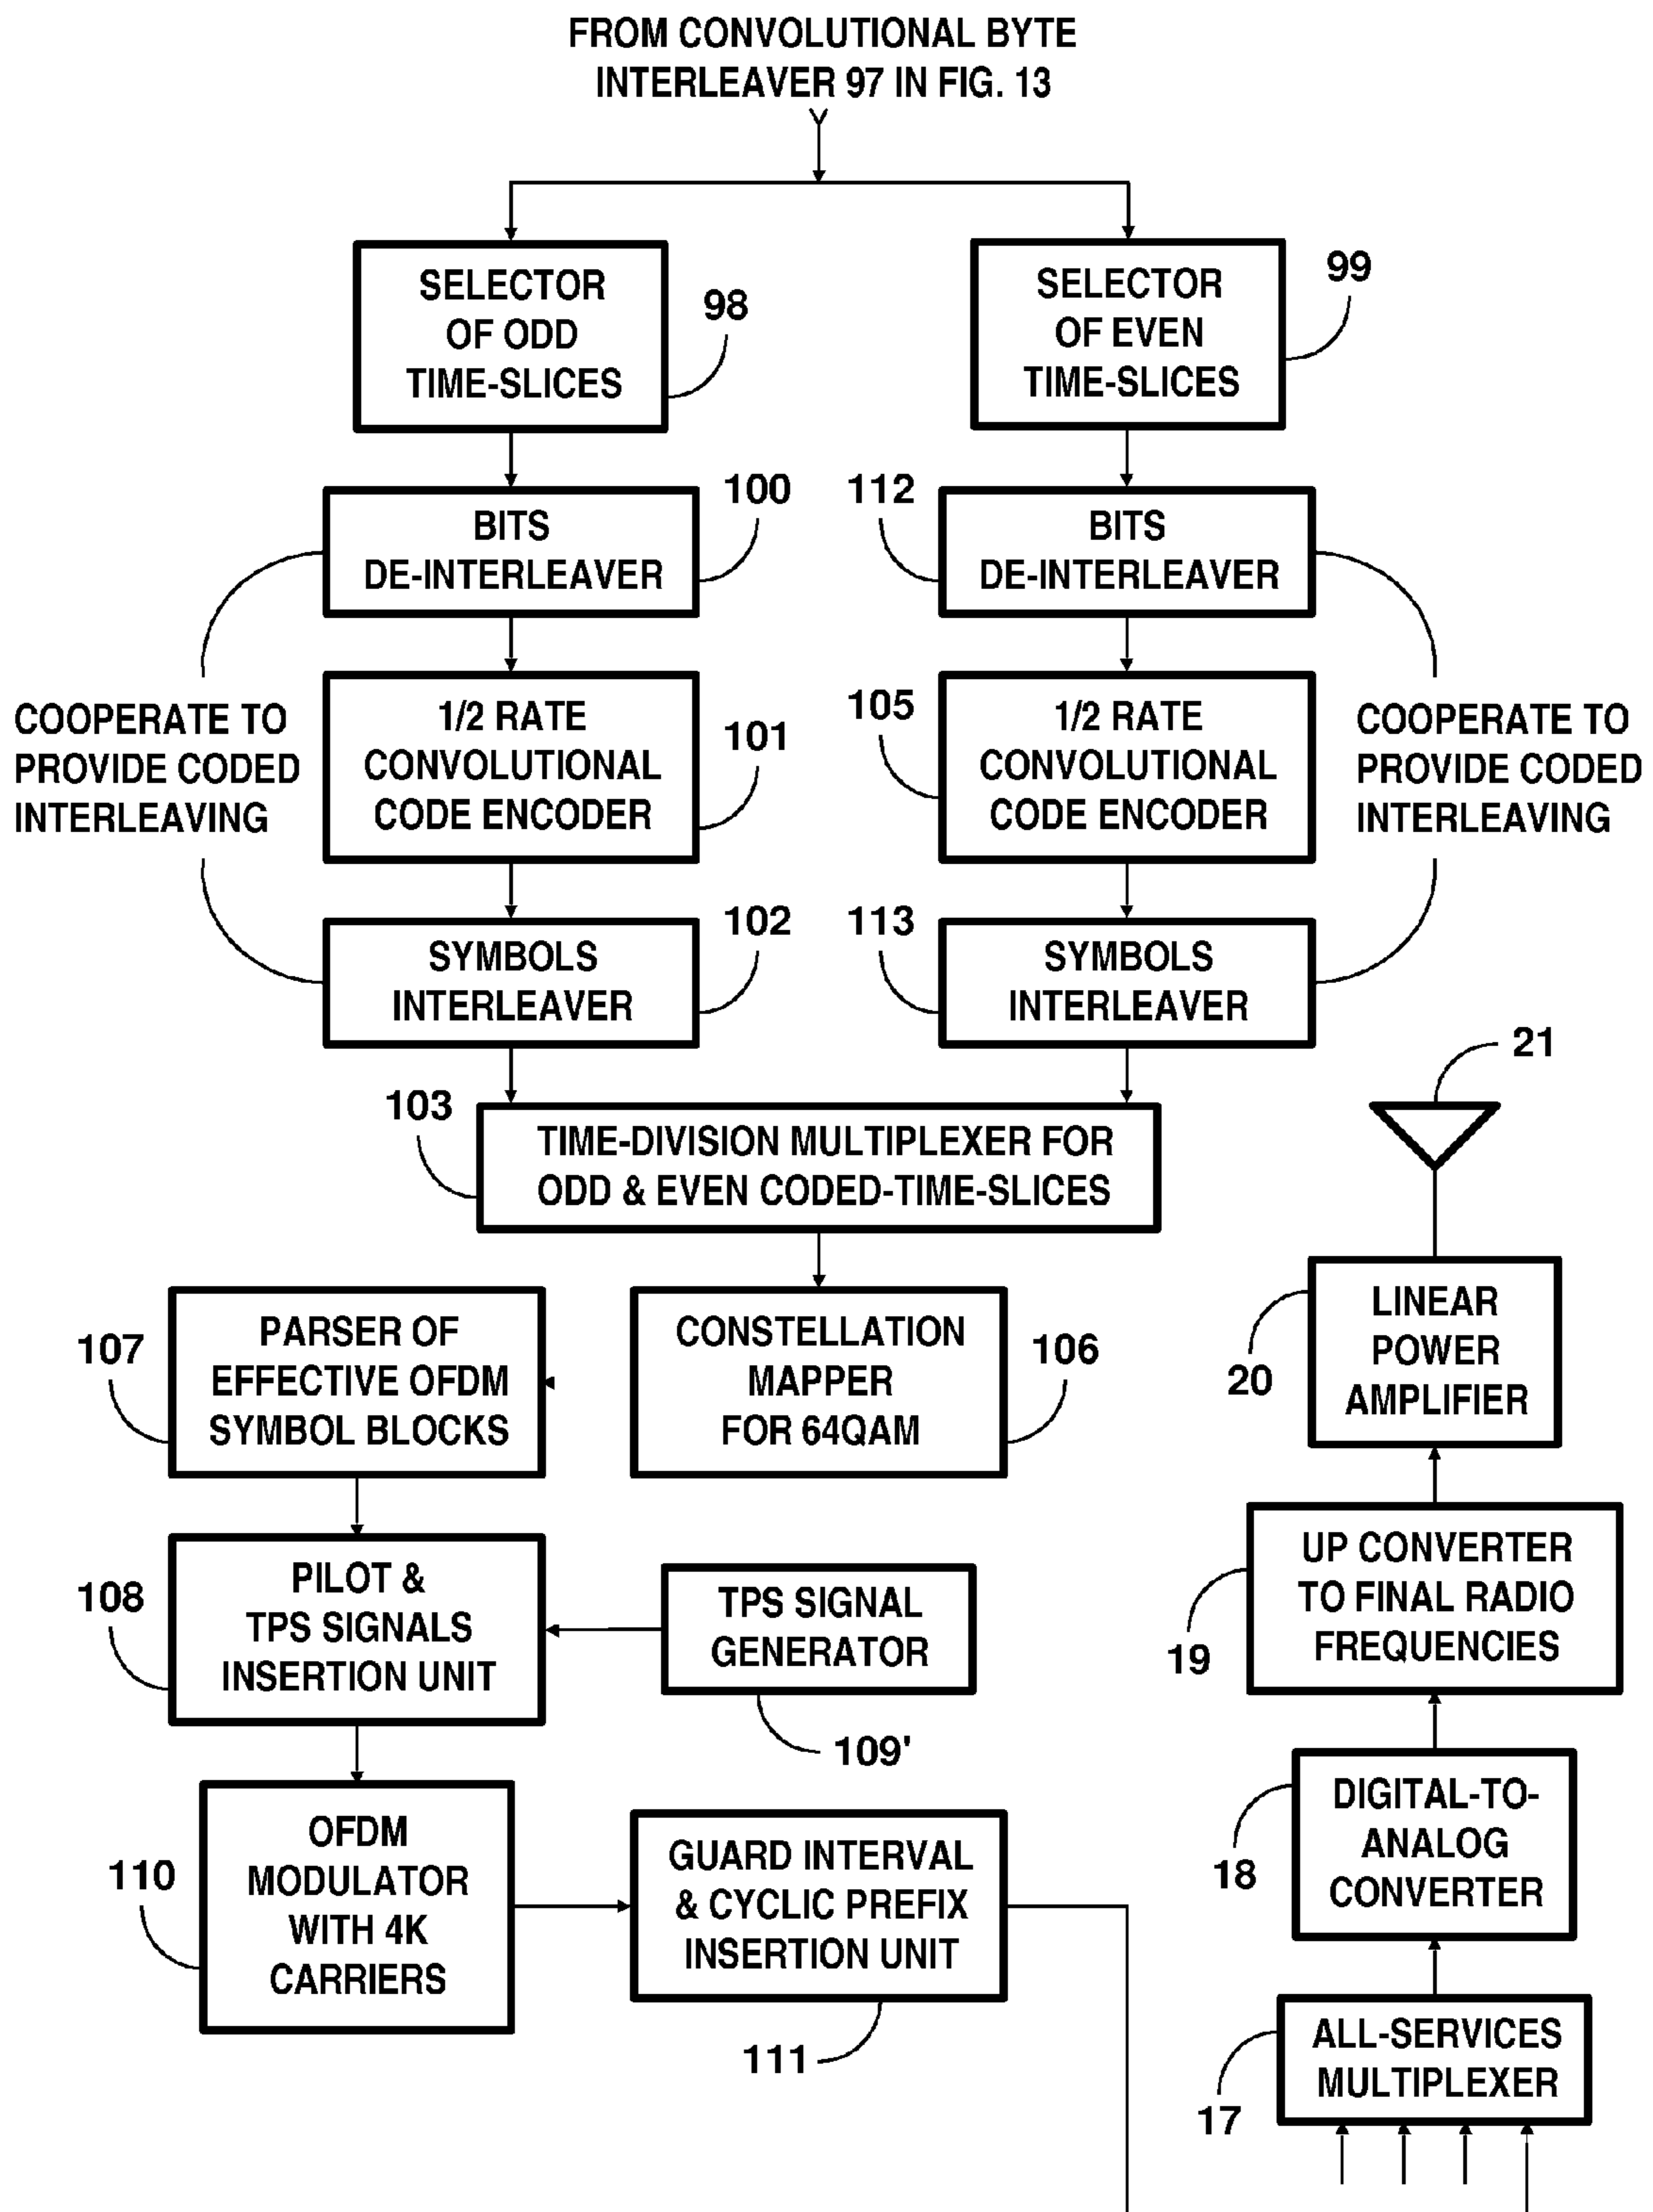 FROM CONVOLUTIONAL BYTE
INTERLEAVER 97 IN FIG. 13
SELECTOR
OF ODD
TIME-SLICES
98
SELECTOR
OF EVEN
TIME-SLICES
99
BITS
DE-INTERLEAVER
100
112
BITS
DE-INTERLEAVER
COOPERATE TO
PROVIDE CODED
INTERLEAVING
1/2 RATE
CONVOLUTIONAL
CODE ENCODER
101
105
1/2 RATE
CONVOLUTIONAL
CODE ENCODER
COOPERATE TO
PROVIDE CODED
INTERLEAVING
SYMBOLS
INTERLEAVER
102
113
SYMBOLS
INTERLEAVER
103
TIME-DIVISION MULTIPLEXER FOR
ODD & EVEN CODED-TIME-SLICES
21
107
PARSER OF
EFFECTIVE OFDM
SYMBOL BLOCKS
CONSTELLATION
MAPPER
FOR 64QAM
106
20
LINEAR
POWER
AMPLIFIER
108
PILOT &
TPS SIGNALS
INSERTION UNIT
TPS SIGNAL
GENERATOR
109'
19
UP CONVERTER
TO FINAL RADIO
FREQUENCIES
110
OFDM
MODULATOR
WITH 4K
CARRIERS
GUARD INTERVAL
& CYCLIC PREFIX
INSERTION UNIT
111
18
DIGITAL-TO-
ANALOG
CONVERTER
17
ALL-SERVICES
MULTIPLEXER